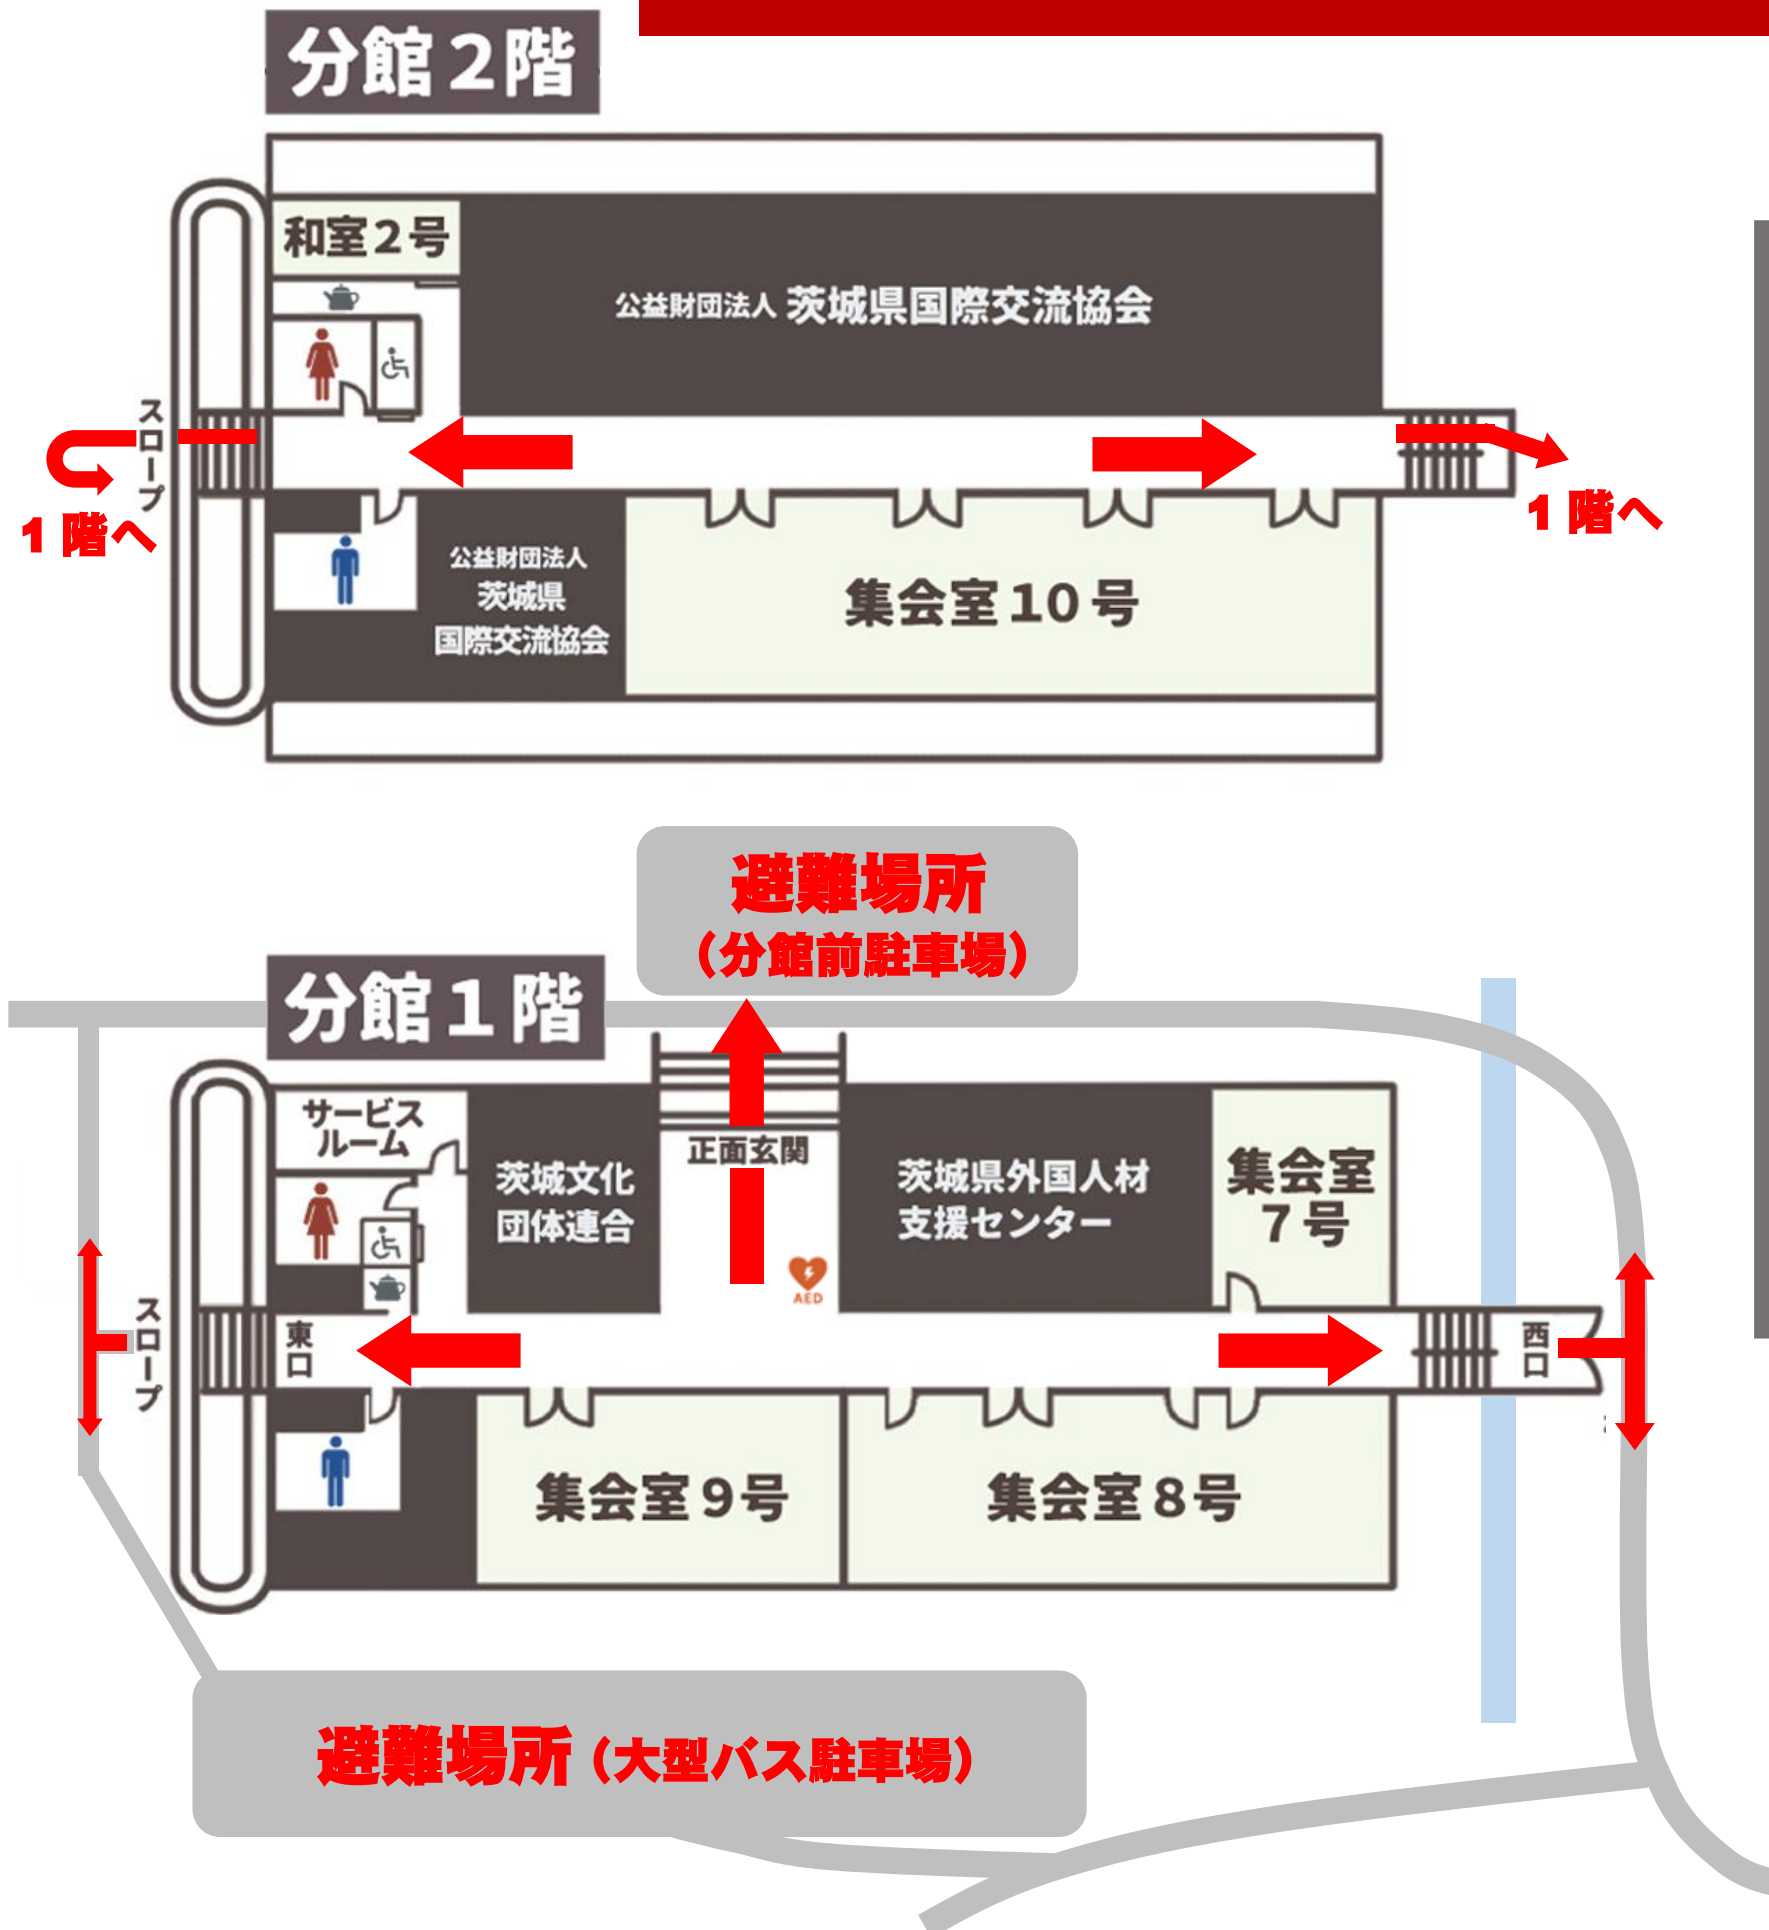 分館２階
和室２号
公益財団法人 茨城県国際交流協会
スロープ
１階へ
１階へ
公益財団法人
茨城県
国際交流協会
集会室１０号
避難場所
（分館前駐車場）
分館１階
サービス
ルーム
正面玄関
茨城文化
団体連合
茨城県外国人材
支援センター
集会室
７号
AED
スロープ
東口
西口
集会室９号
集会室８号
避難場所（大型バス駐車場）